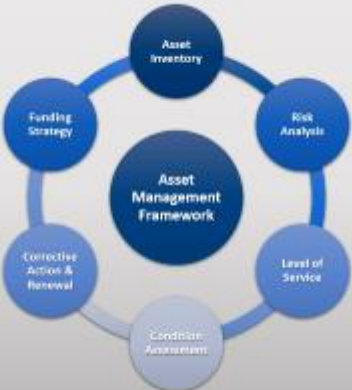 Asset
Inventory
Risk
Analysis
Level of
Service
Condition
Assessment
Corrective
Action &
Renewal
Funding
Strategy
Asset
Management
Framework